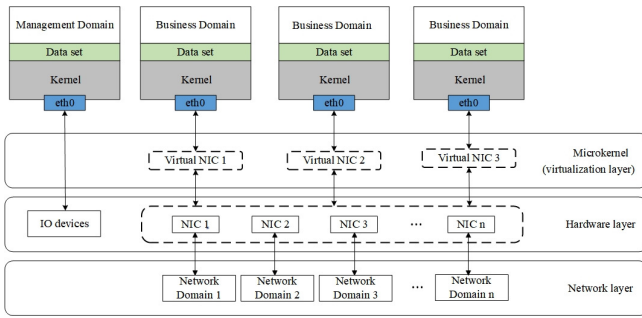 Management Domain
Business Domain
Business Domain
Business Domain
Data set
Data set
Data set
Data set
Kernel
Kernel
Kernel
Kernel
eth0
eth0
eth0
eth0
Virtual NIC 1
Virtual NIC 2
Virtual NIC 3
Microkernel
(virtualization layer)
IO devices
NIC 1
NIC 2
NIC 3
...
NIC n
Hardware layer
Network
Domain 1
Network
Domain 2
Network
Domain 3
...
Network
Domain n
Network layer